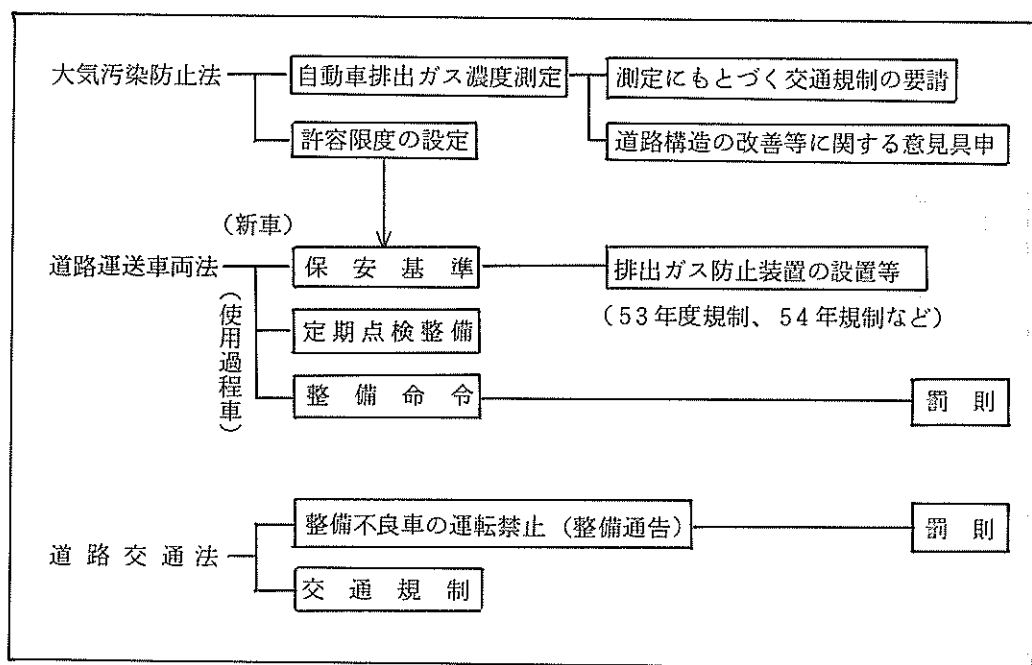 大気汚染防止法
自動車排出ガス濃度測定
測定にもとづく交通規制の要請
許容限度の設定
道路構造の改善等に関する意見具申
(新車)
道路運送車両法
保安基準
排出ガス防止装置の設置等
(53年度規制、54年規制など)
(使用過程車)
定期点検整備
整備命令
罰則
整備不良車の運転禁止(整備通告)
罰則
道路交通法
交通規制